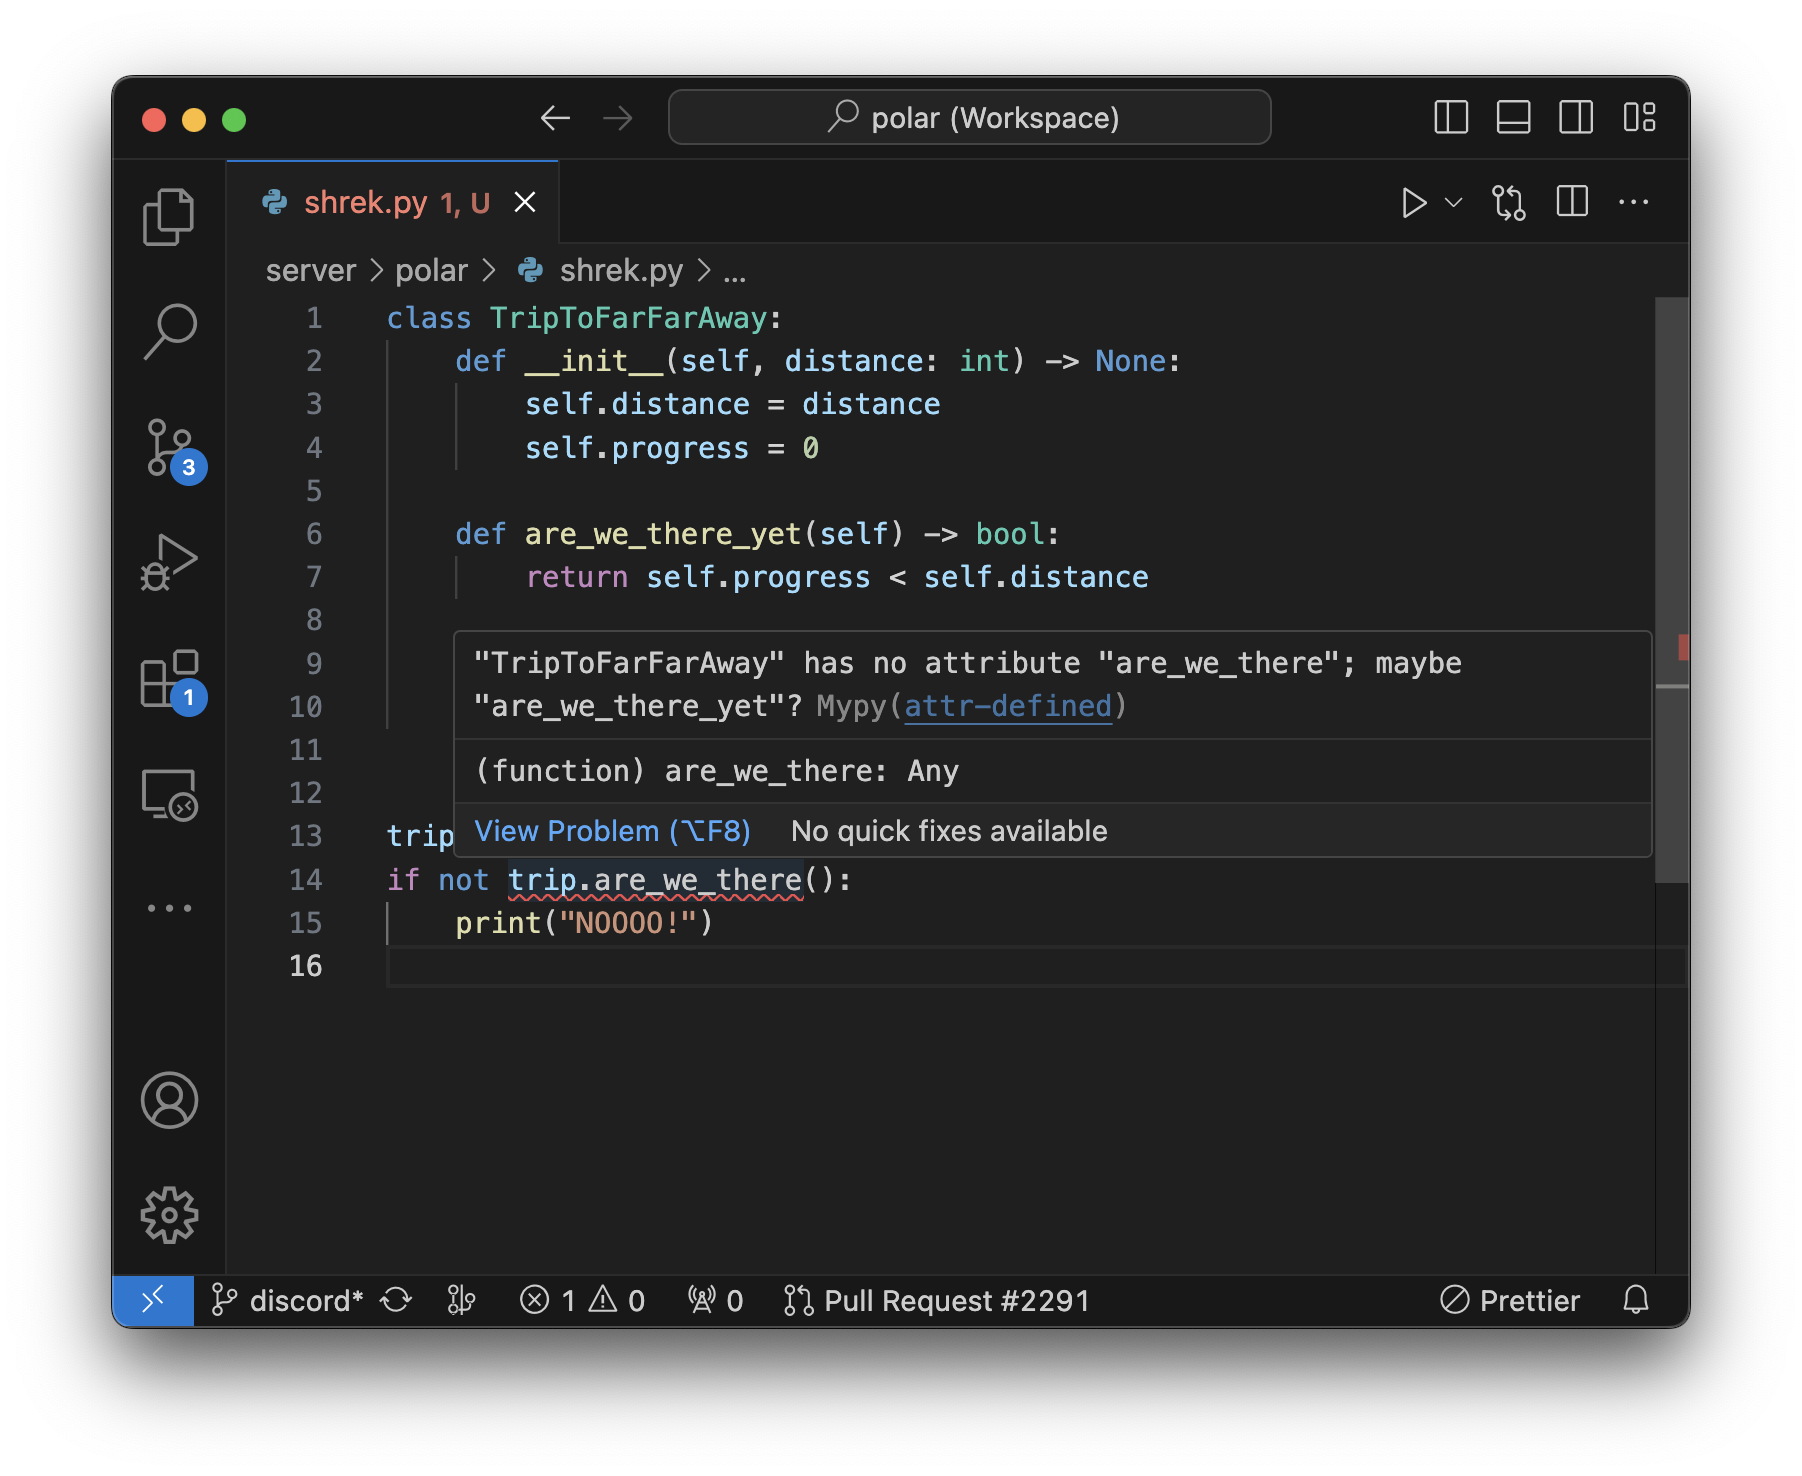 polar (Workspace)
shrek.py 1, U
server > polar > shrek.py > ...
1 class TripToFarFarAway:
2 def __init__(self, distance: int) -> None:
3 self.distance = distance
4 self.progress = 0
5
6 def are_we_there_yet(self) -> bool:
7 return self.progress < self.distance
8
9
"TripToFarFarAway" has no attribute "are_we_there"; maybe
10
"are_we_there_yet"? Mypy(attr-defined)
11
(function) are_we_there: Any
12
13 trip
View Problem (⌥F8) No quick fixes available
14 if not trip.are_we_there():
15 print("NOOOO!")
16
3
1
discord* 1 0 0 Pull Request #2291 Prettier